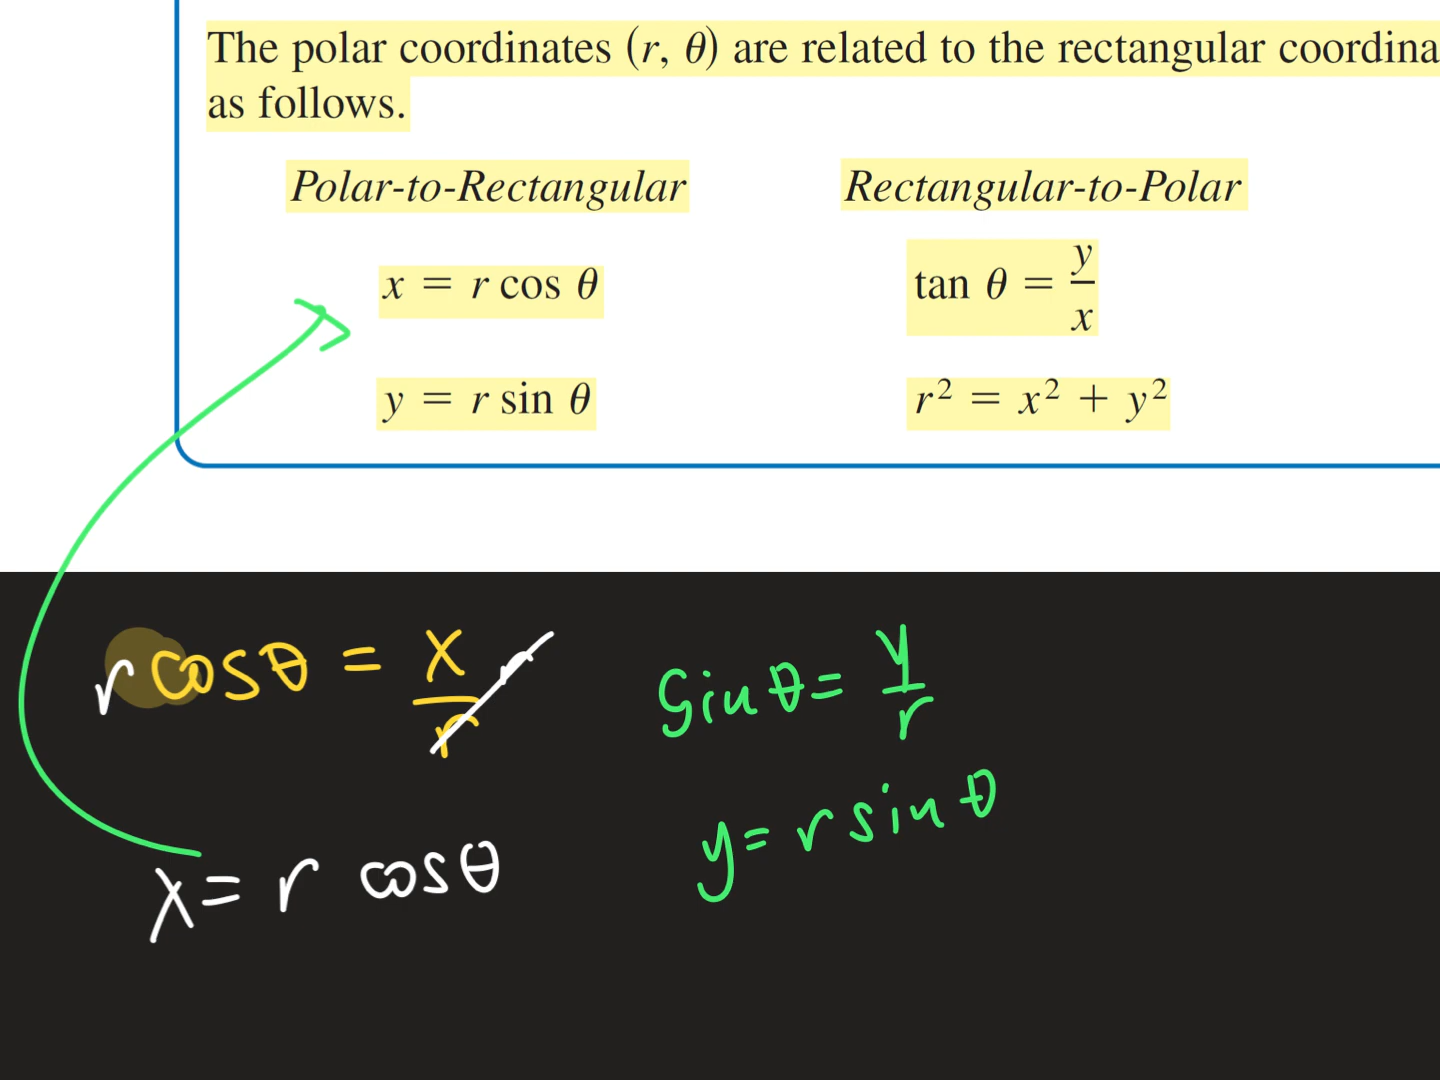 The polar coordinates (r, θ) are related to the rectangular
as follows.
Polar-to-Rectangular
Rectangular-to-Polar
x = r cos θ
tan θ = y/x
y = r sin θ
r² = x² + y²
r cosθ = x/r r
sinθ = y/r
x = r cosθ
y = r sinθ